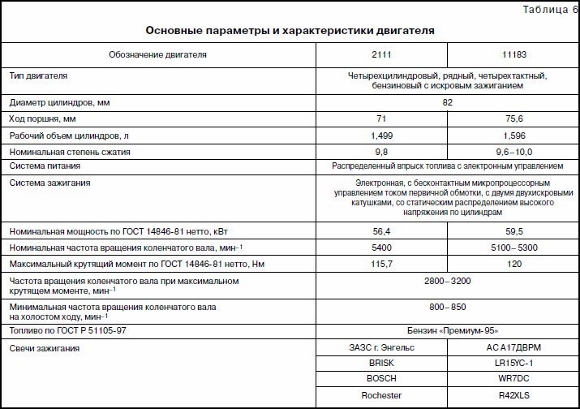 Таблица 6
Основные параметры и характеристики двигателя
Обозначение двигателя 2111 11183
Тип двигателя Четырехцилиндровый, рядный, четырехтактный,
бензиновый с искровым зажиганием
Диаметр цилиндров, мм 82
Ход поршня, мм 71 75,6
Рабочий объем цилиндров, л 1,499 1,596
Номинальная степень сжатия 9,8 9,6–10,0
Система питания Распределенный впрыск топлива с электронным управлением
Система зажигания Электронная, с бесконтактным микропроцессорным
управлением током первичной обмотки, с двумя двухискровыми
катушками, со статическим распределением высокого
напряжения по цилиндрам
Номинальная мощность по ГОСТ 14846-81 нетто, кВт 56,4 59,5
Номинальная частота вращения коленчатого вала, мин⁻¹ 5400 5100–5300
Максимальный крутящий момент по ГОСТ 14846-81 нетто, Нм 115,7 120
Частота вращения коленчатого вала при максимальном
крутящем моменте, мин⁻¹ 2800–3200
Минимальная частота вращения коленчатого вала
на холостом ходу, мин⁻¹ 800–850
Топливо по ГОСТ Р 51105-97 Бензин «Премиум-95»
Свечи зажигания ЗАЗС г. Энгельс АС А17ДВРМ
BRISK LR15YC-1
BOSCH WR7DC
Rochester R42XLS